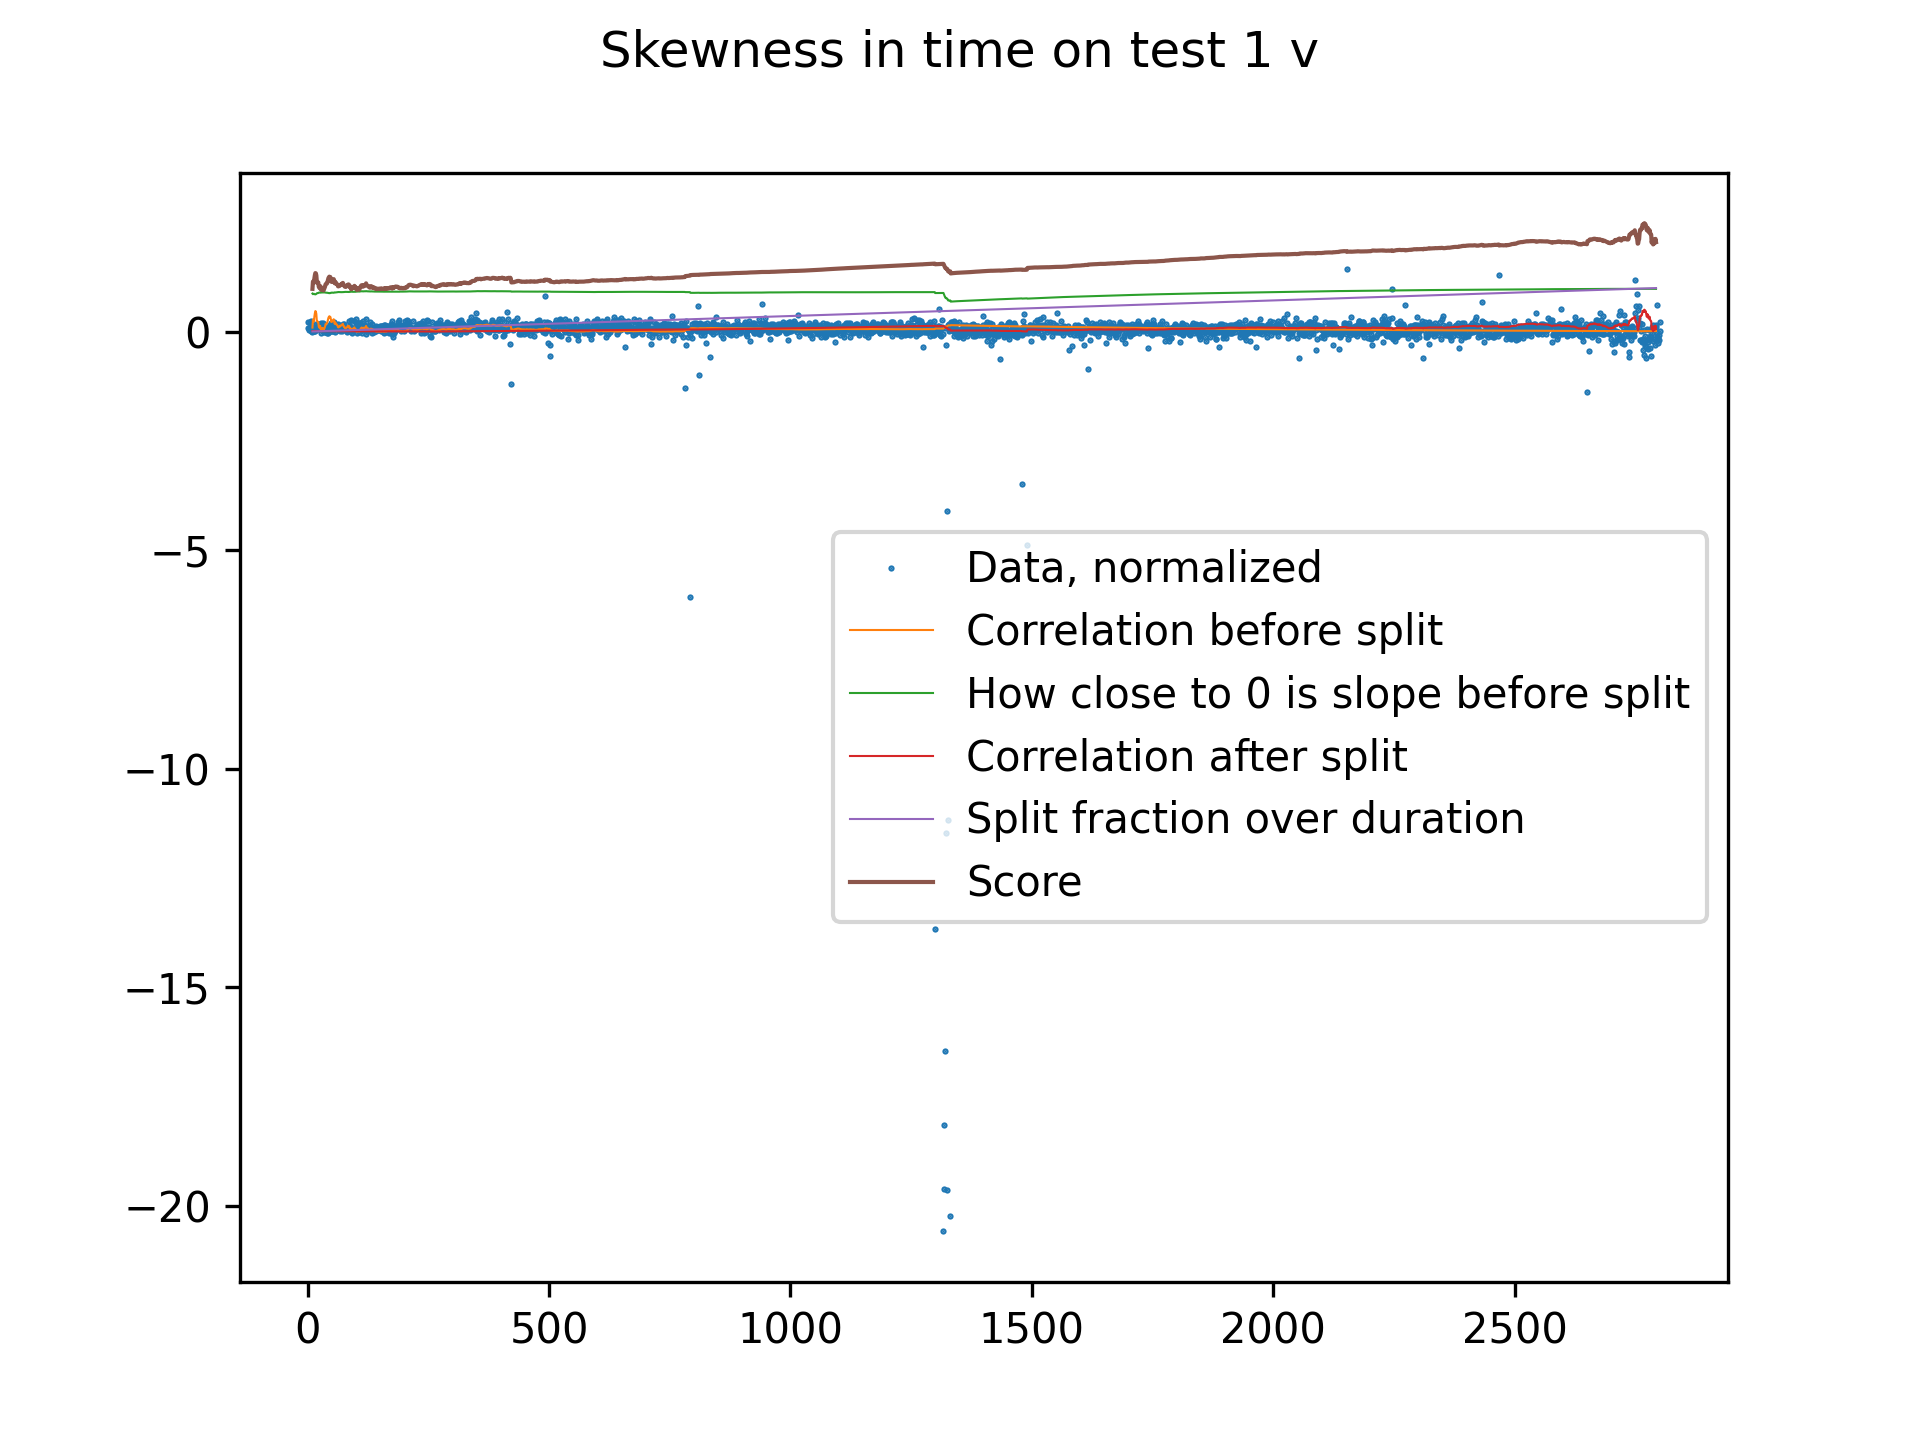 Skewness in time on test 1 v
0
−5
−10
−15
−20
Data, normalized
Correlation before split
How close to 0 is slope before split
Correlation after split
Split fraction over duration
Score
0 500 1000 1500 2000 2500